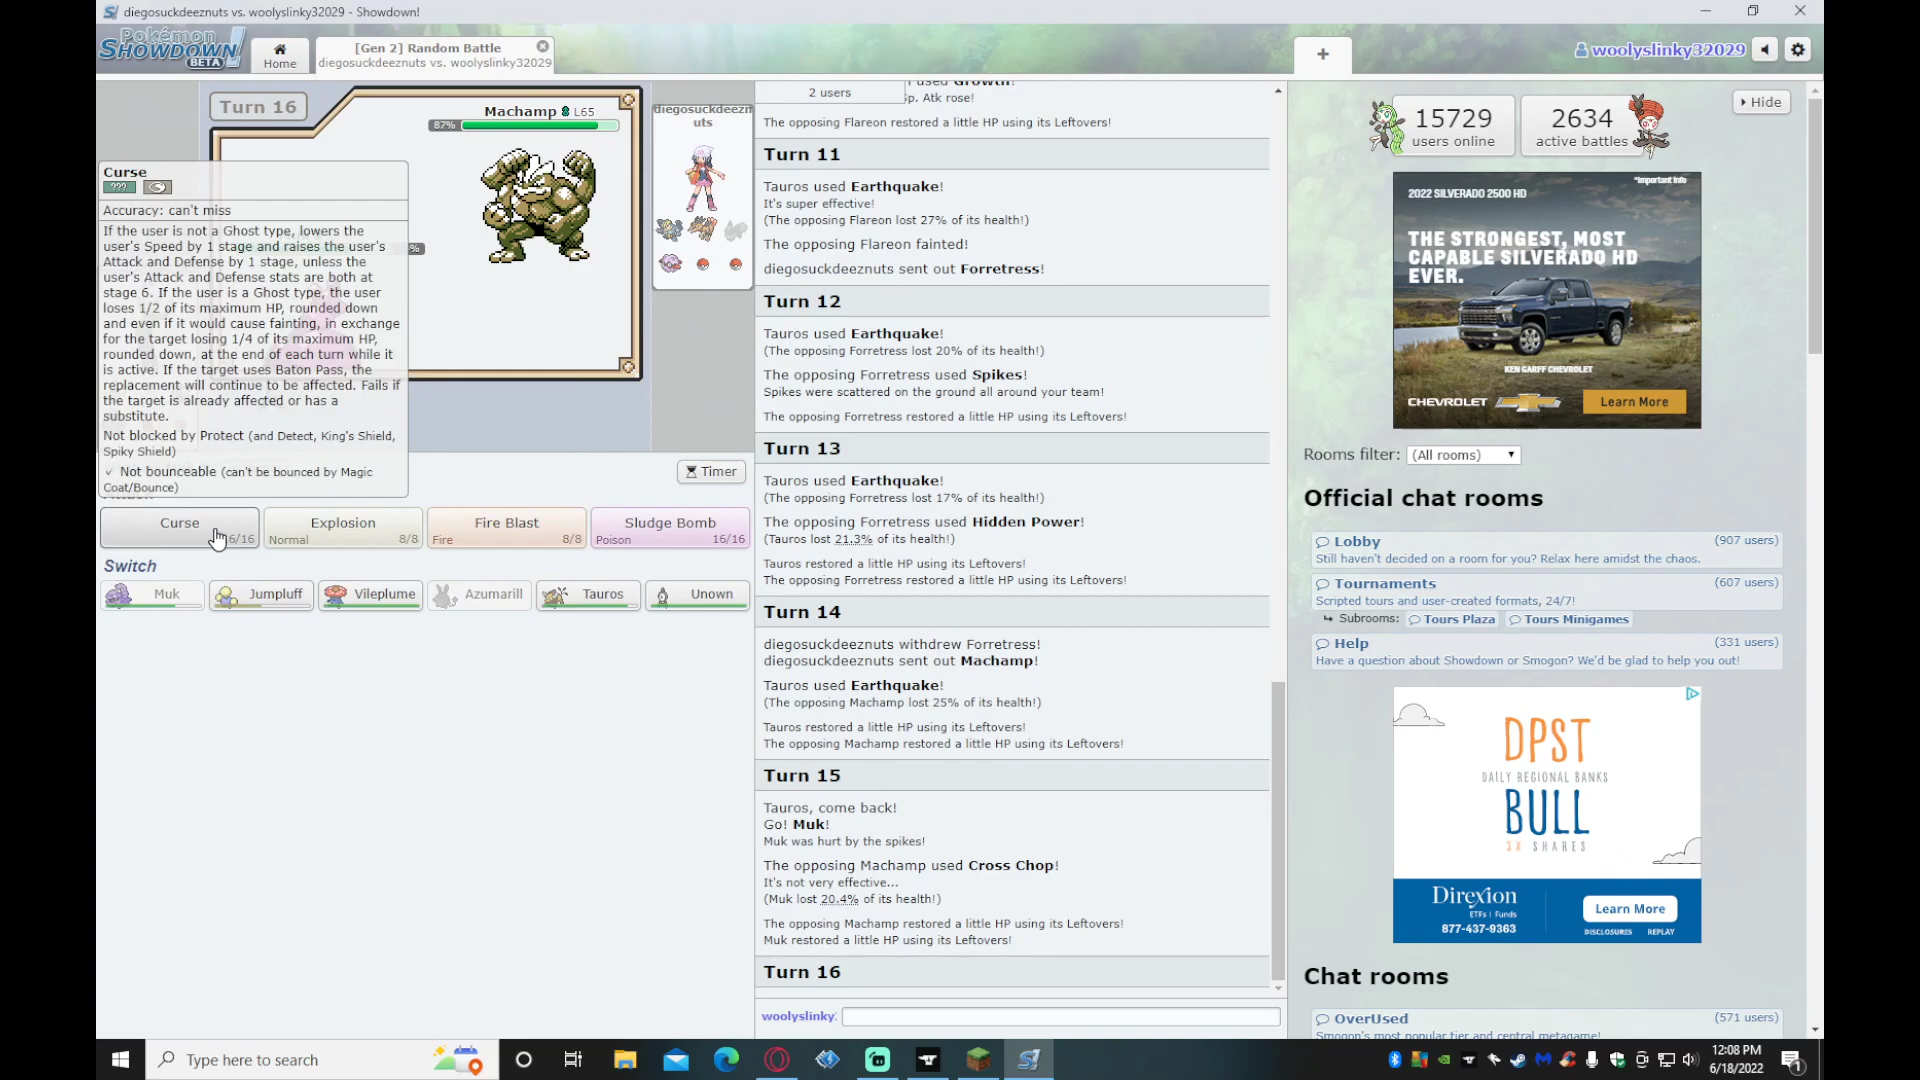 diegosuckdeeznuts vs. woolyslinky32029 - Showdown!
Pokémon
SHOWDOWN!
BETA
Home
[Gen 2] Random Battle
diegosuckdeeznuts vs. woolyslinky32029
+
woolyslinky32029
Turn 16
Machamp L65
87%
diegosuckdeezn
uts
Curse
???
Accuracy: can't miss
If the user is not a Ghost type, lowers the
user's Speed by 1 stage and raises the user's
Attack and Defense by 1 stage, unless the
user's Attack and Defense stats are both at
stage 6. If the user is a Ghost type, the user
loses 1/2 of its maximum HP, rounded down
and even if it would cause fainting, in exchange
for the target losing 1/4 of its maximum HP,
rounded down, at the end of each turn while it
is active. If the target uses Baton Pass, the
replacement will continue to be affected. Fails if
the target is already affected or has a
substitute.
Not blocked by Protect (and Detect, King's Shield,
Spiky Shield)
✓ Not bounceable (can't be bounced by Magic
Coat/Bounce)
Timer
Curse
6/16
Explosion
Normal 8/8
Fire Blast
Fire 8/8
Sludge Bomb
Poison 16/16
Switch
Muk
Jumpluff
Vileplume
Azumarill
Tauros
Unown
2 users
used Growth!
Sp. Atk rose!
The opposing Flareon restored a little HP using its Leftovers!
Turn 11
Tauros used Earthquake!
It's super effective!
(The opposing Flareon lost 27% of its health!)
The opposing Flareon fainted!
diegosuckdeeznuts sent out Forretress!
Turn 12
Tauros used Earthquake!
(The opposing Forretress lost 20% of its health!)
The opposing Forretress used Spikes!
Spikes were scattered on the ground all around your team!
The opposing Forretress restored a little HP using its Leftovers!
Turn 13
Tauros used Earthquake!
(The opposing Forretress lost 17% of its health!)
The opposing Forretress used Hidden Power!
(Tauros lost 21.3% of its health!)
Tauros restored a little HP using its Leftovers!
The opposing Forretress restored a little HP using its Leftovers!
Turn 14
diegosuckdeeznuts withdrew Forretress!
diegosuckdeeznuts sent out Machamp!
Tauros used Earthquake!
(The opposing Machamp lost 25% of its health!)
Tauros restored a little HP using its Leftovers!
The opposing Machamp restored a little HP using its Leftovers!
Turn 15
Tauros, come back!
Go! Muk!
Muk was hurt by the spikes!
The opposing Machamp used Cross Chop!
It's not very effective...
(Muk lost 20.4% of its health!)
The opposing Machamp restored a little HP using its Leftovers!
Muk restored a little HP using its Leftovers!
Turn 16
woolyslinky:
15729
users online
2634
active battles
Hide
2022 SILVERADO 2500 HD
*Important Info
THE STRONGEST, MOST
CAPABLE SILVERADO HD
EVER.
KEN GARFF CHEVROLET
CHEVROLET
Learn More
Rooms filter: (All rooms)
Official chat rooms
Lobby (907 users)
Still haven't decided on a room for you? Relax here amidst the chaos.
Tournaments (607 users)
Scripted tours and user-created formats, 24/7!
Subrooms: Tours Plaza Tours Minigames
Help (331 users)
Have a question about Showdown or Smogon? We'd be glad to help you out!
DPST
DAILY REGIONAL BANKS
BULL
3X SHARES
Direxion
ETFs | Funds
877-437-9363
Learn More
DISCLOSURES REPLAY
Chat rooms
OverUsed (571 users)
Smogon's most popular tier and central metagame!
Type here to search
12:08 PM
6/18/2022
1